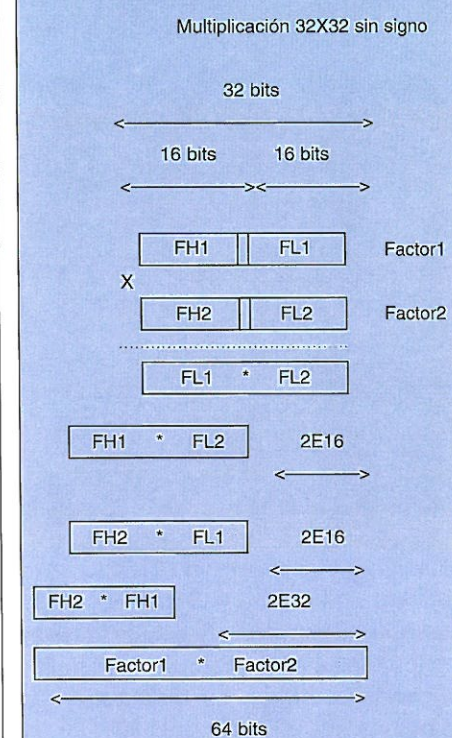 Multiplicación 32X32 sin signo
32 bits
16 bits 16 bits
FH1 FL1 Factor1
X
FH2 FL2 Factor2
FL1 * FL2
FH1 * FL2 2E16
FH2 * FL1 2E16
FH2 * FH1 2E32
Factor1 * Factor2
64 bits